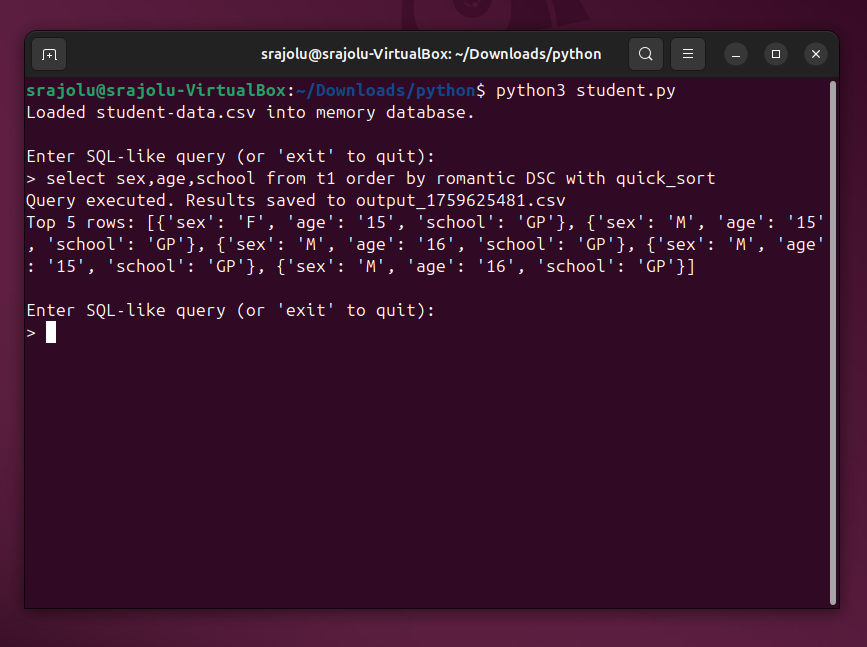 srajolu@srajolu-VirtualBox: ~/Downloads/python
srajolu@srajolu-VirtualBox:~/Downloads/python$ python3 student.py
Loaded student-data.csv into memory database.
Enter SQL-like query (or 'exit' to quit):
> select sex,age,school from t1 order by romantic DSC with quick_sort
Query executed. Results saved to output_1759625481.csv
Top 5 rows: [{'sex': 'F', 'age': '15', 'school': 'GP'}, {'sex': 'M', 'age': '15'
, 'school': 'GP'}, {'sex': 'M', 'age': '16', 'school': 'GP'}, {'sex': 'M', 'age'
: '15', 'school': 'GP'}, {'sex': 'M', 'age': '16', 'school': 'GP'}]
Enter SQL-like query (or 'exit' to quit):
>